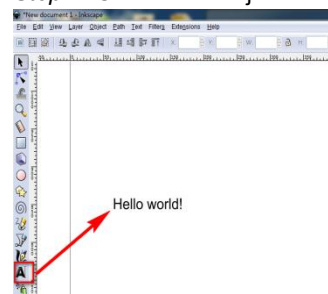 *New document 1 - Inkscape
File Edit View Layer Object Path Text Filters Extensions Help
X: Y: W: H:
Hello world!
A